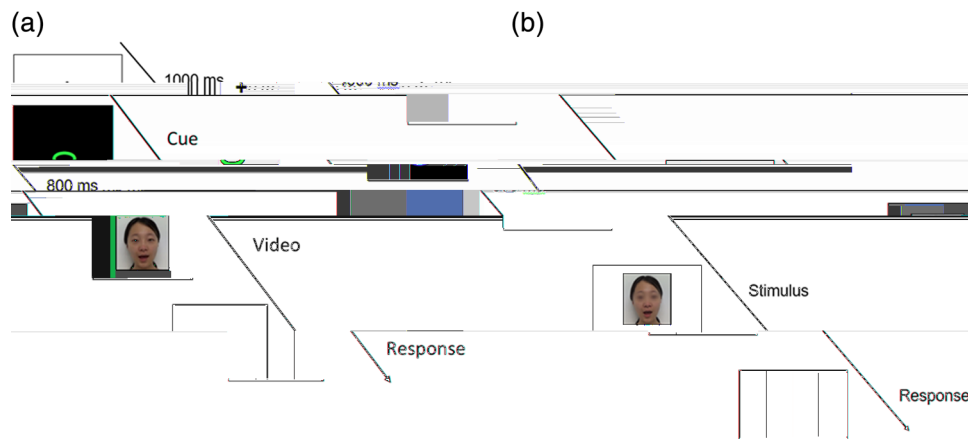 (a)
(b)
1000 ms
Cue
800 ms
Video
Stimulus
Response
Response